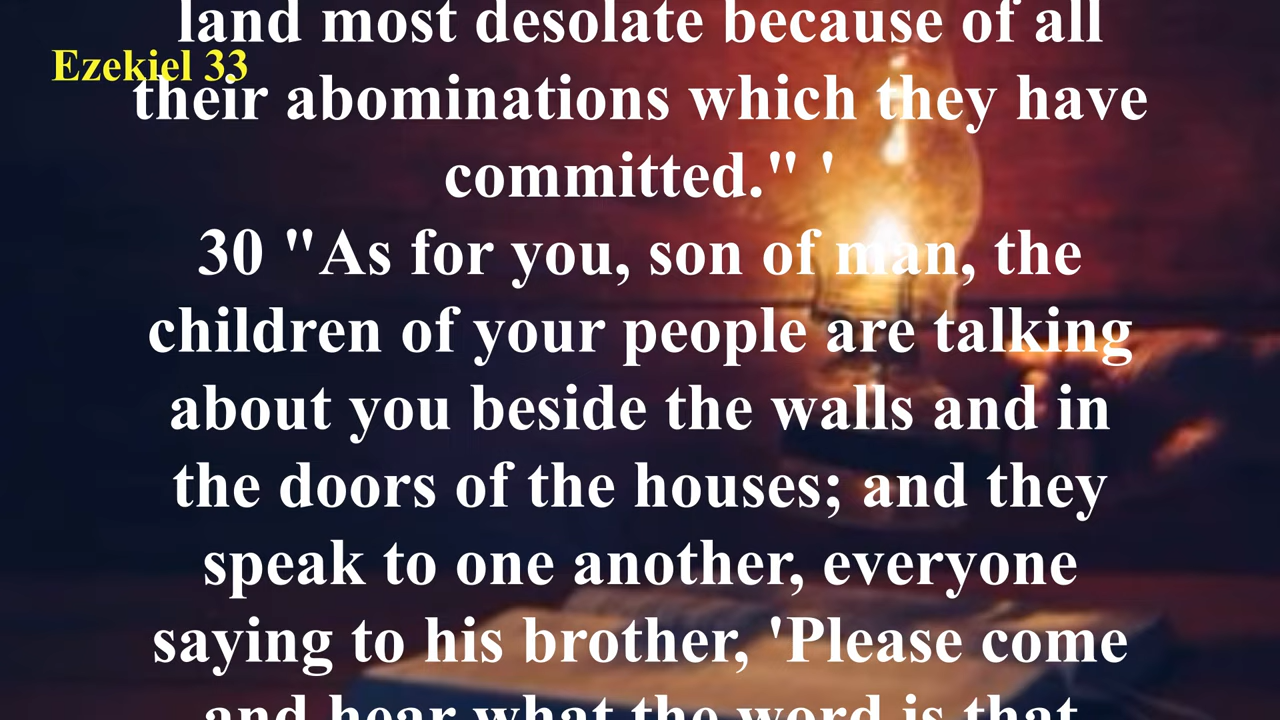 land most desolate because of all
Ezekiel 33
their abominations which they have
committed." '
30 "As for you, son of man, the
children of your people are talking
about you beside the walls and in
the doors of the houses; and they
speak to one another, everyone
saying to his brother, 'Please come
and hear what the word is that